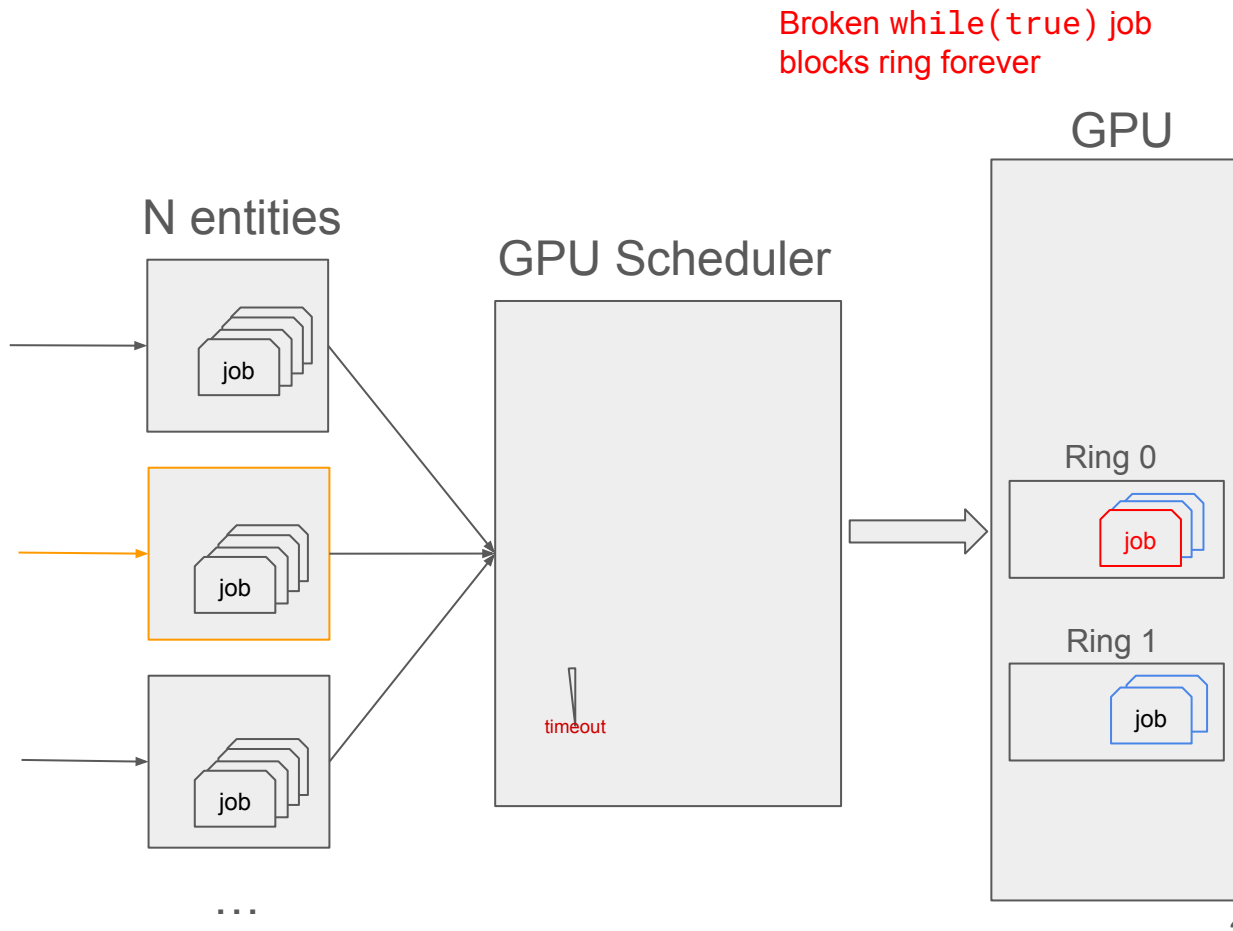 Broken while(true) job
blocks ring forever
GPU
N entities
GPU Scheduler
job
Ring 0
job
job
Ring 1
timeout
job
job
...